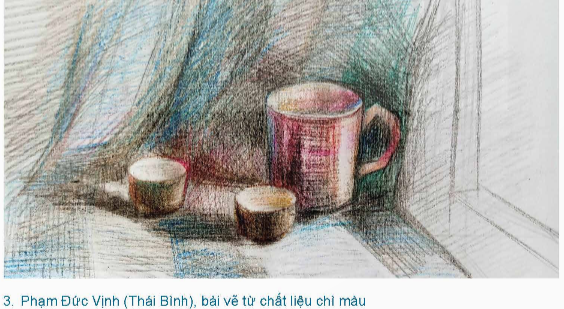 3. Phạm Đức Vịnh (Thái Bình), bài vẽ từ chất liệu chì màu